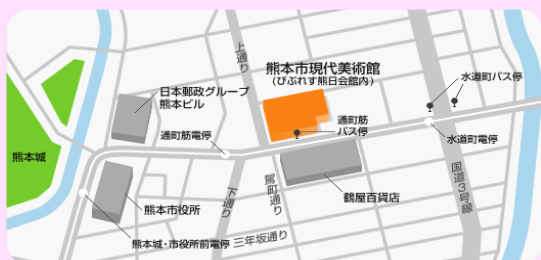 上通り
熊本市現代美術館
(びぷれす熊日会館内)
水道町バス停
日本郵政グループ
熊本ビル
通町筋
バス停
通町筋電停
水道町電停
熊本城
国道3号線
下通り
駕町通り
鶴屋百貨店
熊本市役所
三年坂通り
熊本城・市役所前電停